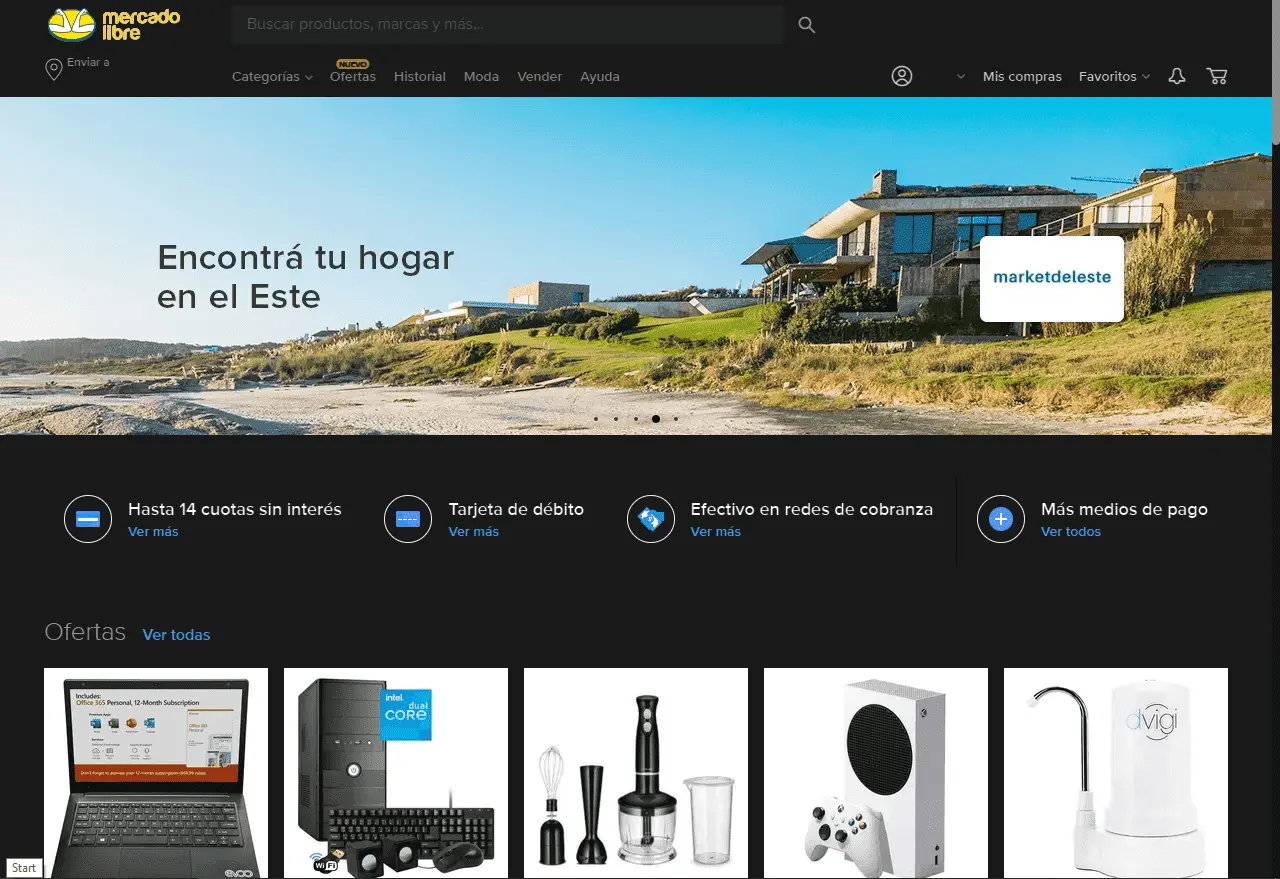 mercado
libre
Buscar productos, marcas y más...
Enviar a
NUEVO
Categorías
Ofertas
Historial
Moda
Vender
Ayuda
Mis compras
Favoritos
Encontrá tu hogar
en el Este
marketdeleste
Hasta 14 cuotas sin interés
Ver más
Tarjeta de débito
Ver más
Efectivo en redes de cobranza
Ver más
Más medios de pago
Ver todos
Ofertas
Ver todas
Includes:
Office 365 Personal, 12-Month Subscription
EVOO
intel.
dual
CORE
Wi Fi
dvigi
Start